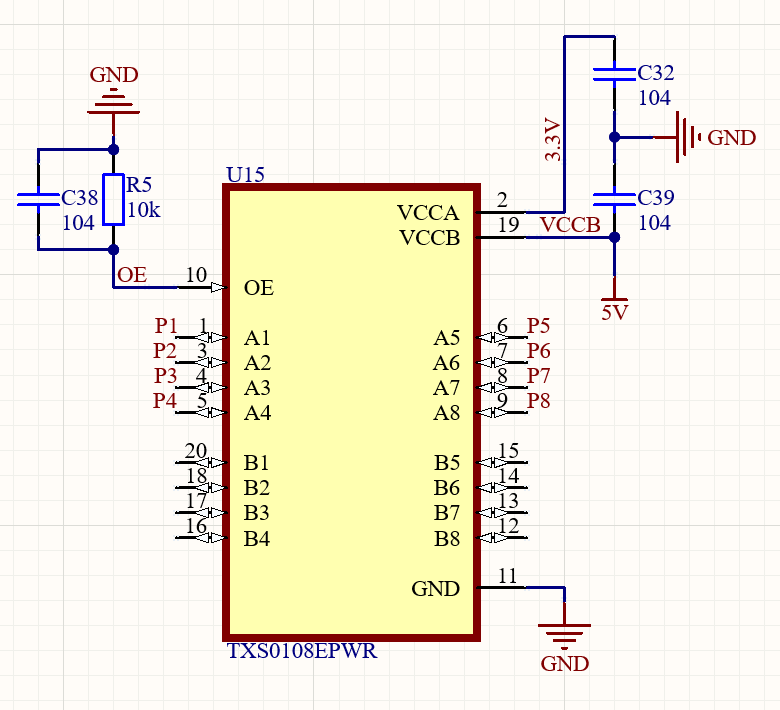 GND
C32
104
3.3V
GND
C38
104
R5
10k
U15
C39
104
VCCA 2
VCCB 19 VCCB
OE 10 OE
5V
P1 1 A1 A5 6 P5
P2 3 A2 A6 7 P6
P3 4 A3 A7 8 P7
P4 5 A4 A8 9 P8
20 B1 B5 15
18 B2 B6 14
17 B3 B7 13
16 B4 B8 12
GND 11
TXS0108EPWR
GND